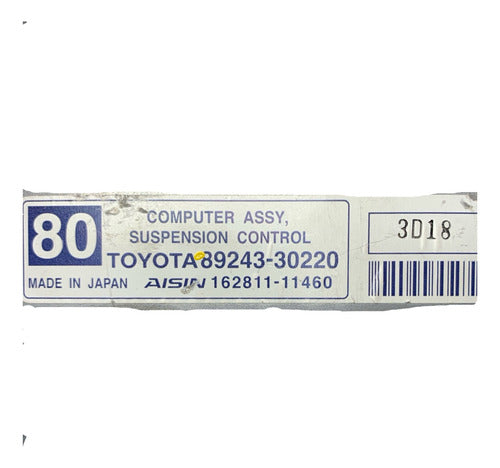 80
COMPUTER ASSY,
SUSPENSION CONTROL
TOYOTA 89243-30220
MADE IN JAPAN AISIN 162811-11460
3D18